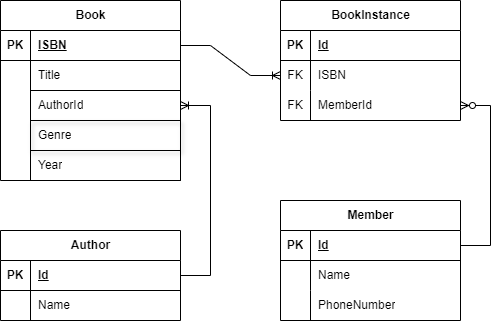 Book
PK ISBN
Title
AuthorId
Genre
Year
BookInstance
PK Id
FK ISBN
FK MemberId
Author
PK Id
Name
Member
PK Id
Name
PhoneNumber